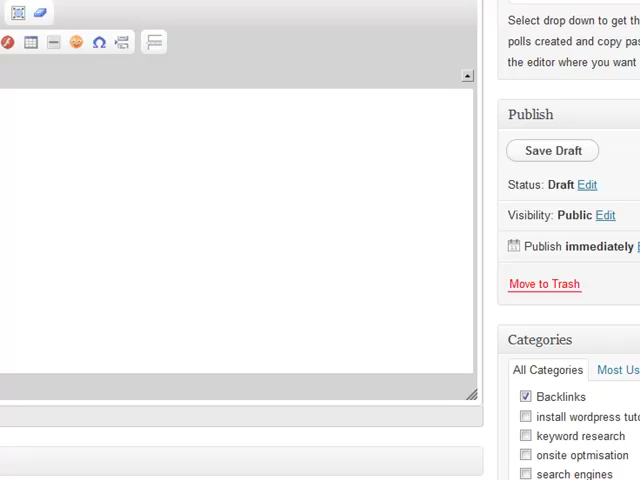 Select drop down to get th
polls created and copy pas
the editor where you want
Publish
Save Draft
Status: Draft Edit
Visibility: Public Edit
Publish immediately E
Move to Trash
Categories
All Categories Most Us
Backlinks
install wordpress tuto
keyword research
onsite optmisation
search engines